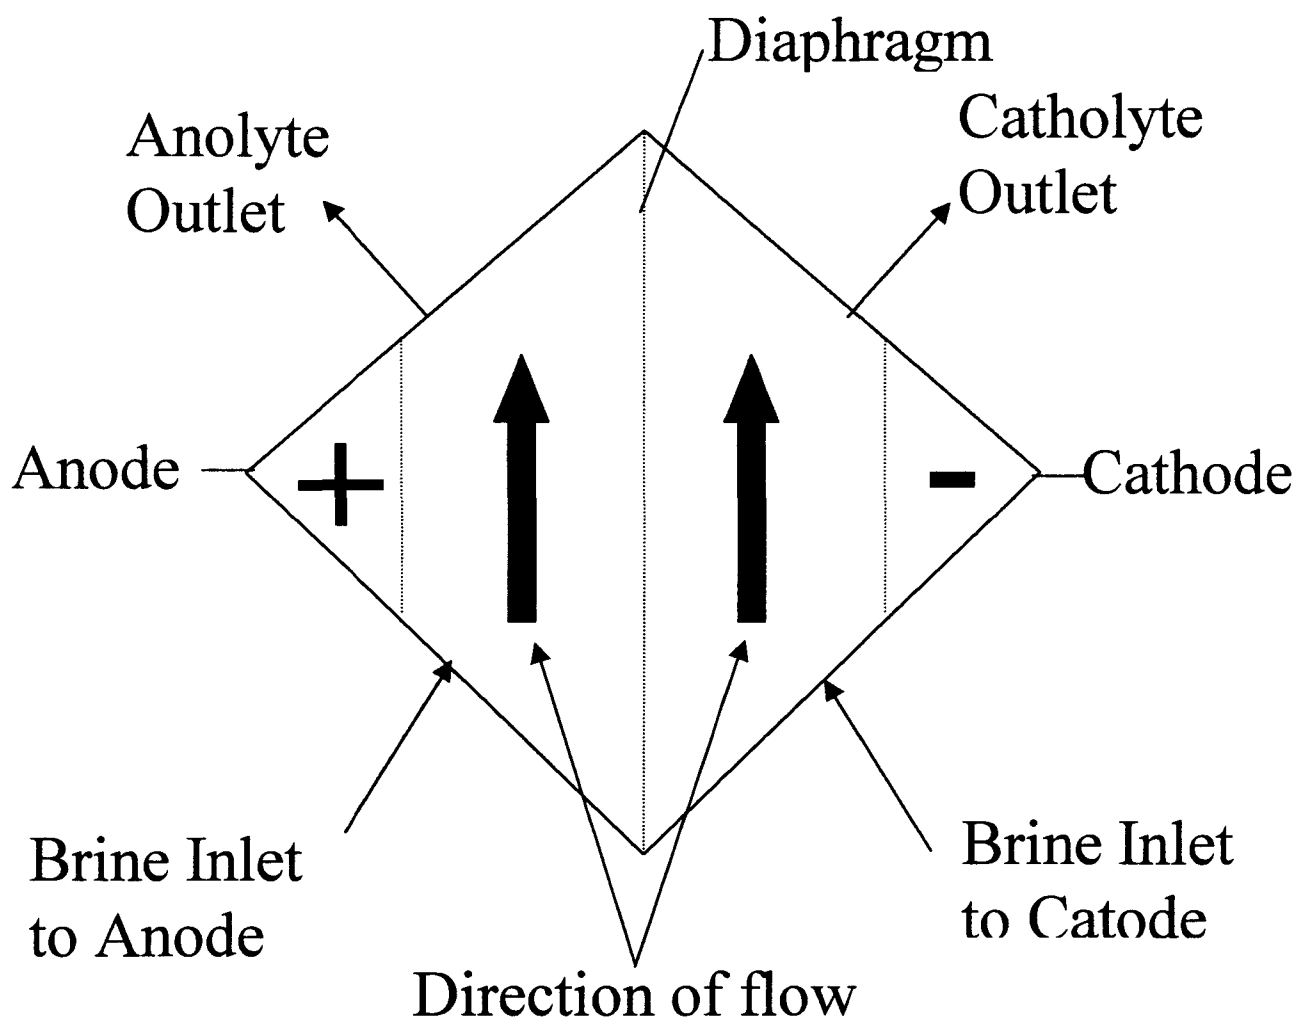 Diaphragm
Anolyte
Outlet
Catholyte
Outlet
Anode
+
-
Cathode
Brine Inlet
to Anode
Brine Inlet
to Catode
Direction of flow